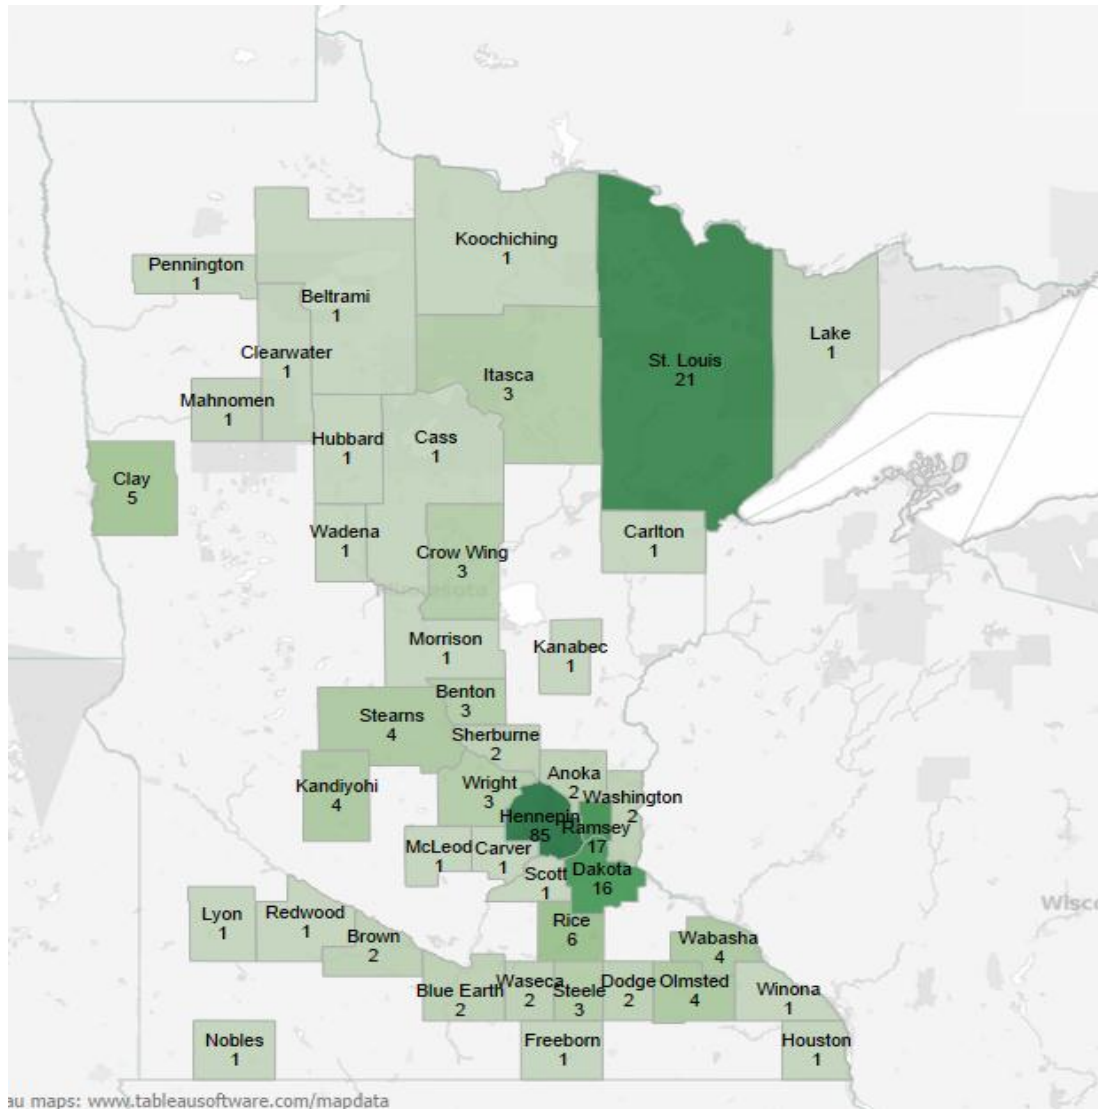 Koochiching
1
Pennington
1
Beltrami
1
Lake
1
St. Louis
21
Clearwater
1
Itasca
3
Mahnomen
1
Hubbard
1
Cass
1
Clay
5
Wadena
1
Carlton
1
Crow Wing
3
Minnesota
Morrison
1
Kanabec
1
Benton
3
Stearns
4
Sherburne
2
Anoka
2
Kandiyohi
4
Wright
3
Washington
2
Hennepin
85
Ramsey
17
McLeod
1
Carver
1
Scott
1
Dakota
16
Wisco
Lyon
1
Redwood
1
Brown
2
Rice
6
Wabasha
4
Blue Earth
2
Waseca
2
Steele
3
Dodge
2
Olmsted
4
Winona
1
Nobles
1
Freeborn
1
Houston
1
au maps: www.tableausoftware.com/mapdata